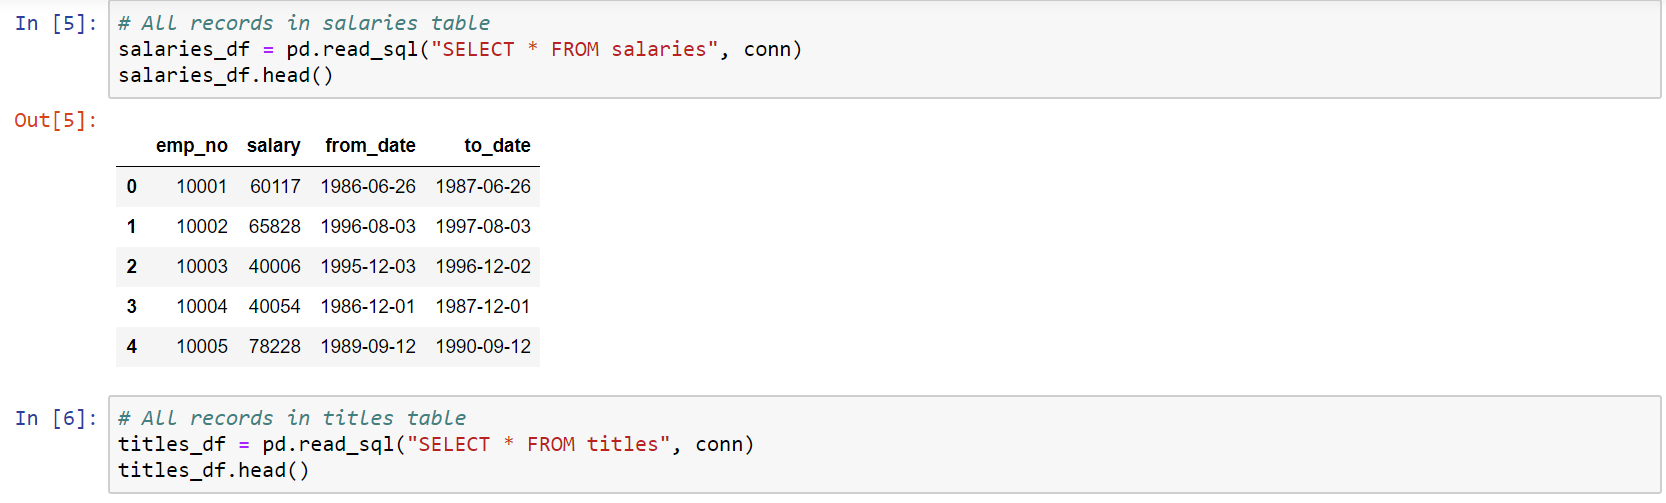 In [5]: # All records in salaries table
salaries_df = pd.read_sql("SELECT * FROM salaries", conn)
salaries_df.head()
Out[5]:
emp_no salary from_date to_date
0 10001 60117 1986-06-26 1987-06-26
1 10002 65828 1996-08-03 1997-08-03
2 10003 40006 1995-12-03 1996-12-02
3 10004 40054 1986-12-01 1987-12-01
4 10005 78228 1989-09-12 1990-09-12
In [6]: # All records in titles table
titles_df = pd.read_sql("SELECT * FROM titles", conn)
titles_df.head()